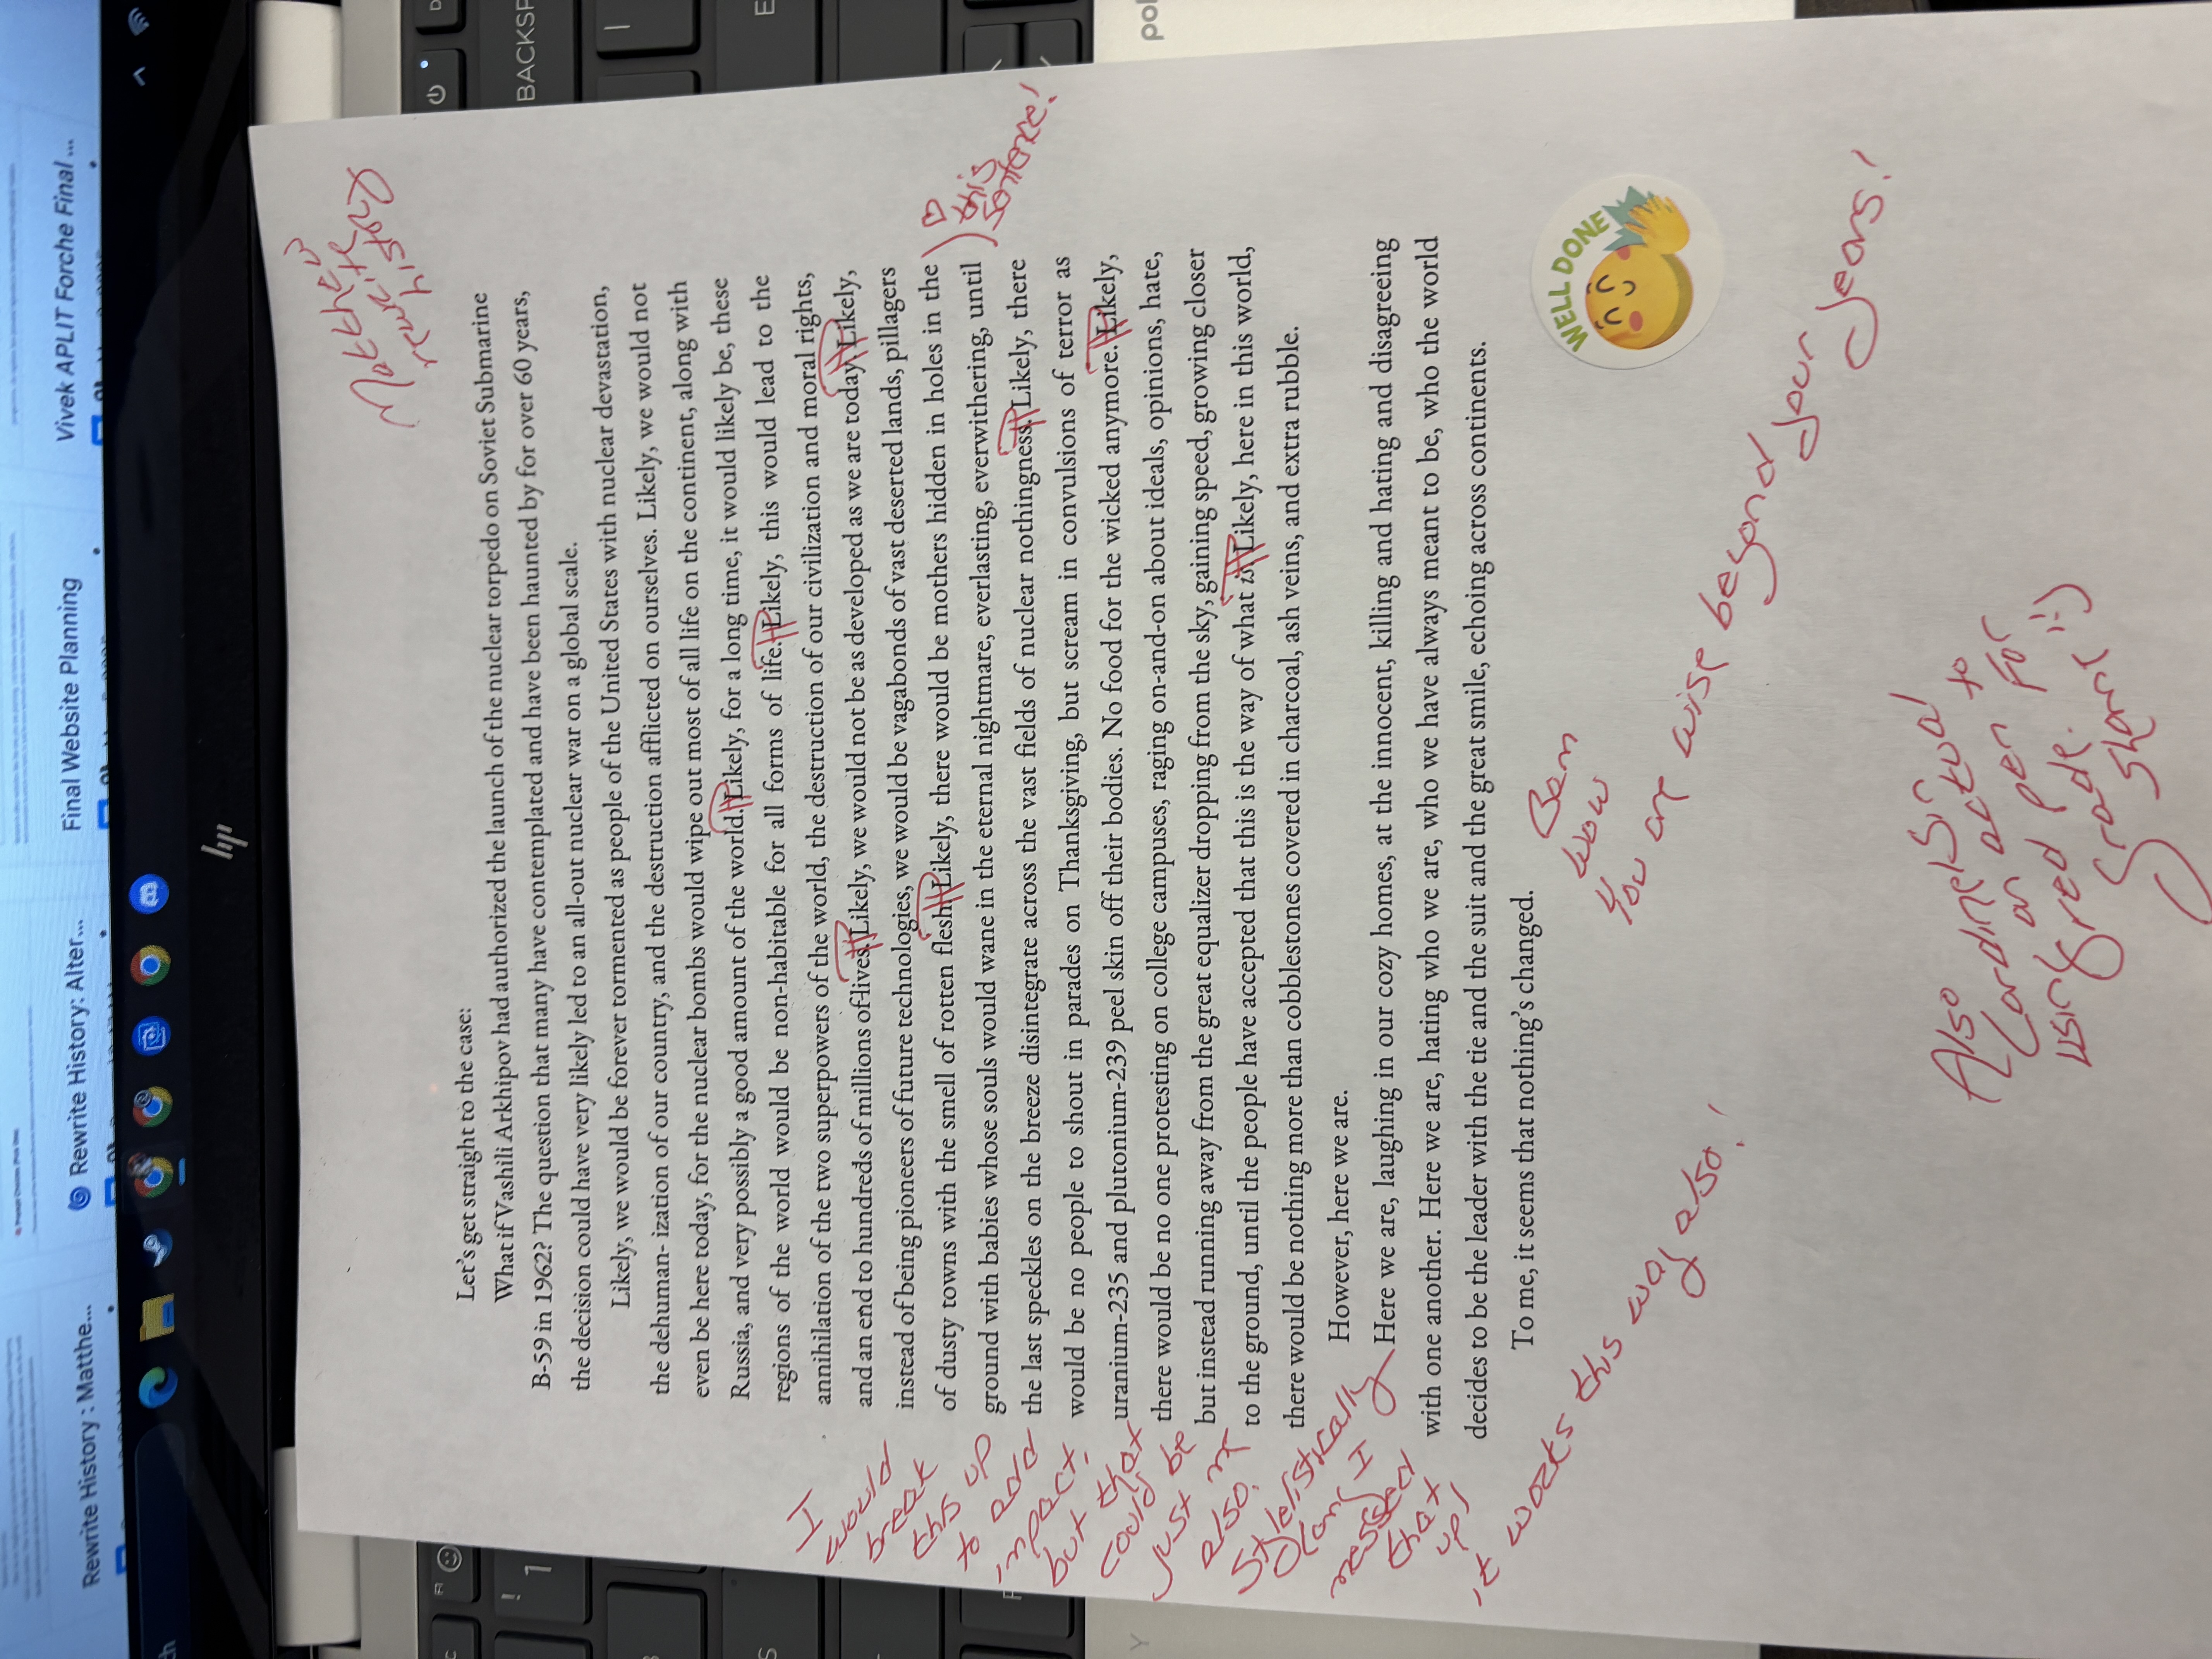 Rewrite History : Matthe...
Rewrite History: Alter...
Final Website Planning
Vivek APLIT Forche Final ...
ch
hp
Matthew
rewrite
history
Let's get straight to the case:
What if Vashili Arkhipov had authorized the launch of the nuclear torpedo on Soviet Submarine
B-59 in 1962? The question that many have contemplated and have been haunted by for over 60 years,
the decision could have very likely led to an all-out nuclear war on a global scale.
Likely, we would be forever tormented as people of the United States with nuclear devastation,
the dehuman- ization of our country, and the destruction afflicted on ourselves. Likely, we would not
even be here today, for the nuclear bombs would wipe out most of all life on the continent, along with
Russia, and very possibly a good amount of the world. Likely, for a long time, it would likely be, these
regions of the world would be non-habitable for all forms of life. Likely, this would lead to the
annihilation of the two superpowers of the world, the destruction of our civilization and moral rights,
and an end to hundreds of millions of lives. Likely, we would not be as developed as we are today. Likely,
instead of being pioneers of future technologies, we would be vagabonds of vast deserted lands, pillagers
of dusty towns with the smell of rotten flesh. Likely, there would be mothers hidden in holes in the
ground with babies whose souls would wane in the eternal nightmare, everlasting, everwithering, until
the last speckles on the breeze disintegrate across the vast fields of nuclear nothingness. Likely, there
would be no people to shout in parades on Thanksgiving, but scream in convulsions of terror as
uranium-235 and plutonium-239 peel skin off their bodies. No food for the wicked anymore. Likely,
there would be no one protesting on college campuses, raging on-and-on about ideals, opinions, hate,
but instead running away from the great equalizer dropping from the sky, gaining speed, growing closer
to the ground, until the people have accepted that this is the way of what is. Likely, here in this world,
there would be nothing more than cobblestones covered in charcoal, ash veins, and extra rubble.
However, here we are.
Here we are, laughing in our cozy homes, at the innocent, killing and hating and disagreeing
with one another. Here we are, hating who we are, who we have always meant to be, who the world
decides to be the leader with the tie and the suit and the great smile, echoing across continents.
To me, it seems that nothing's changed.
♡
this
sentence!
I
would
break
this up
to add
impact,
but that
could be
just me
also.
Stylelistically
I
messed
that
up!
it works this way also!
Bam
wow
You are wise beyond your years!
WELL DONE
Also
Cardinel Sin
using an actual
red pen to
grade. For
shame :)
F1
!
1
BACKSP
Y
pol